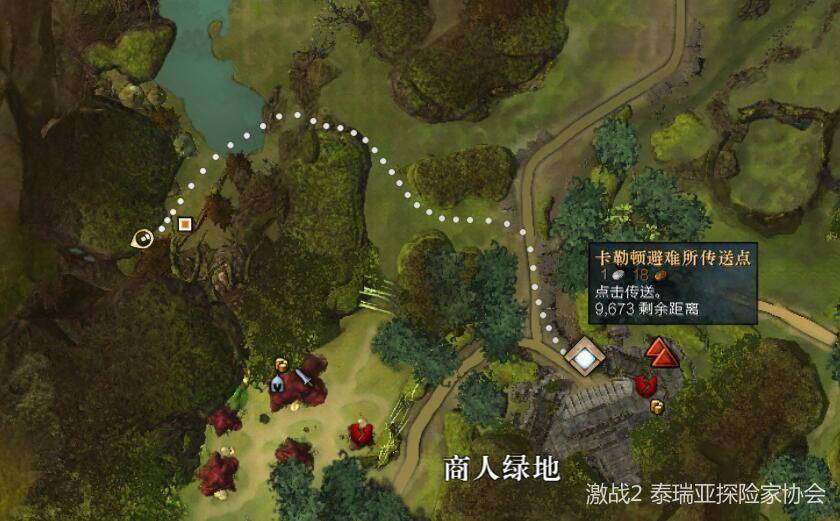 卡勒顿避难所传送点
1 18
点击传送。
9,673 剩余距离
商人绿地
激战2 泰瑞亚探险家协会